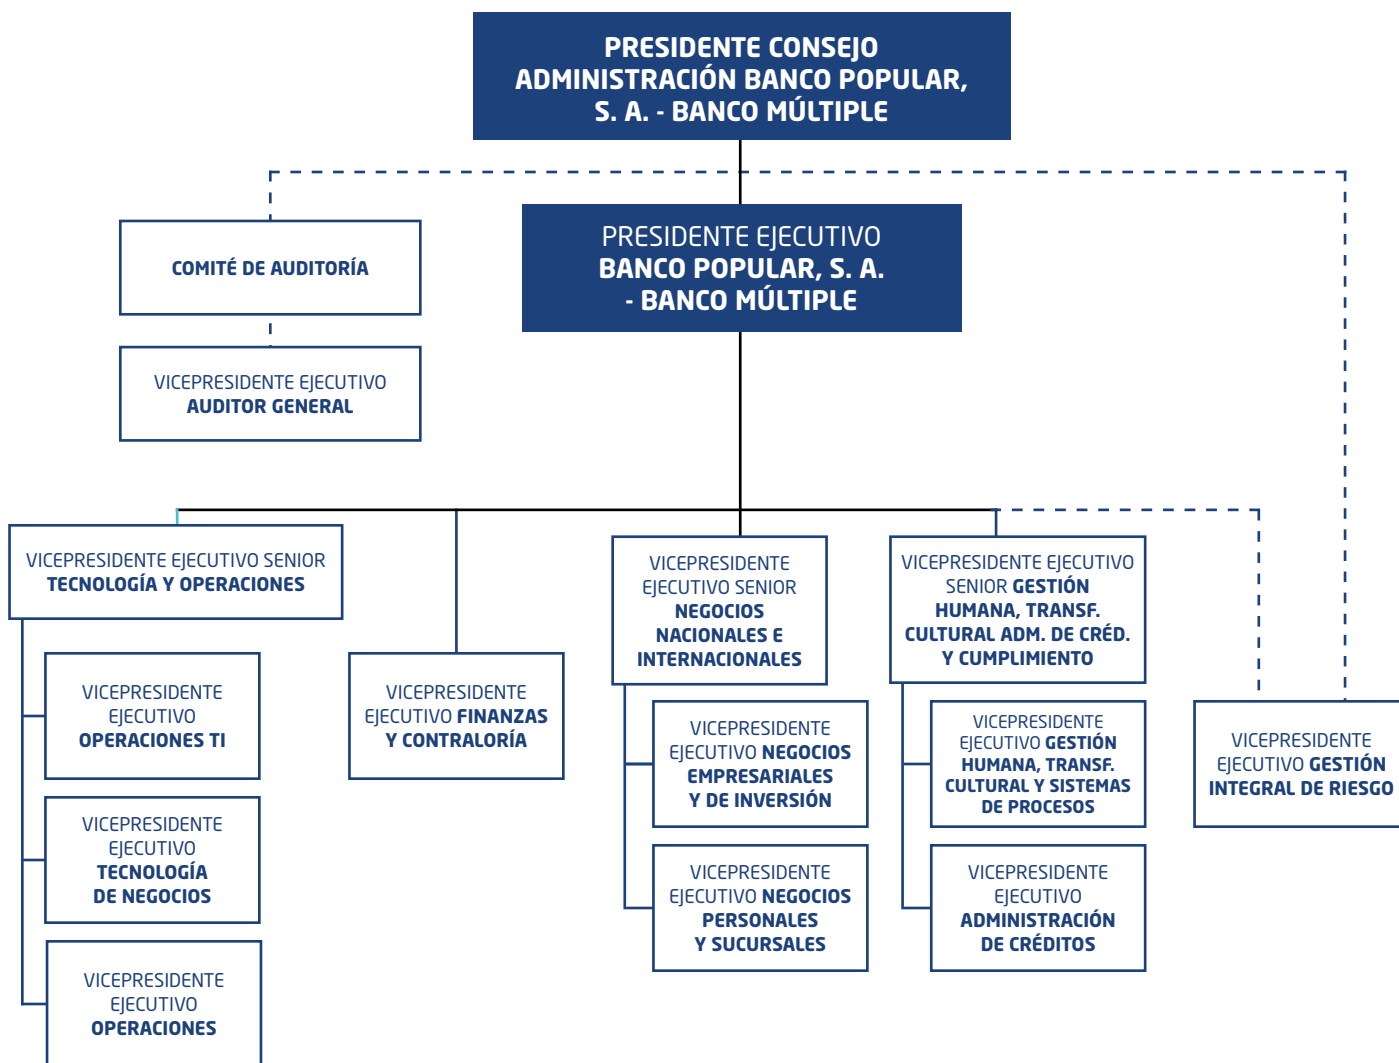 PRESIDENTE CONSEJO
ADMINISTRACIÓN BANCO POPULAR,
S. A. - BANCO MÚLTIPLE
PRESIDENTE EJECUTIVO
BANCO POPULAR, S. A.
- BANCO MÚLTIPLE
COMITÉ DE AUDITORÍA
VICEPRESIDENTE EJECUTIVO
AUDITOR GENERAL
VICEPRESIDENTE EJECUTIVO SENIOR
TECNOLOGÍA Y OPERACIONES
VICEPRESIDENTE
EJECUTIVO
OPERACIONES TI
VICEPRESIDENTE
EJECUTIVO
TECNOLOGÍA
DE NEGOCIOS
VICEPRESIDENTE
EJECUTIVO
OPERACIONES
VICEPRESIDENTE
EJECUTIVO FINANZAS
Y CONTRALORÍA
VICEPRESIDENTE
EJECUTIVO SENIOR
NEGOCIOS
NACIONALES E
INTERNACIONALES
VICEPRESIDENTE
EJECUTIVO NEGOCIOS
EMPRESARIALES
Y DE INVERSIÓN
VICEPRESIDENTE
EJECUTIVO NEGOCIOS
PERSONALES
Y SUCURSALES
VICEPRESIDENTE EJECUTIVO
SENIOR GESTIÓN
HUMANA, TRANSF.
CULTURAL ADM. DE CRÉD.
Y CUMPLIMIENTO
VICEPRESIDENTE
EJECUTIVO GESTIÓN
HUMANA, TRANSF.
CULTURAL Y SISTEMAS
DE PROCESOS
VICEPRESIDENTE
EJECUTIVO
ADMINISTRACIÓN
DE CRÉDITOS
VICEPRESIDENTE
EJECUTIVO GESTIÓN
INTEGRAL DE RIESGO